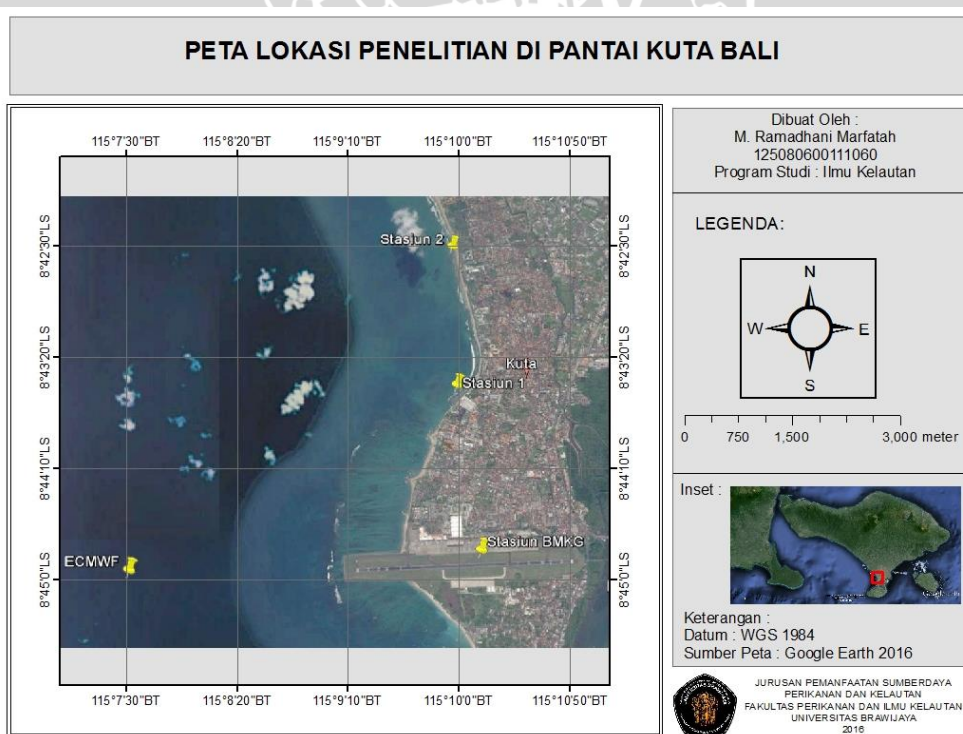 PETA LOKASI PENELITIAN DI PANTAI KUTA BALI
115°7'30"BT 115°8'20"BT 115°9'10"BT 115°10'0"BT 115°10'50"BT
8°42'30"LS
8°43'20"LS
8°44'10"LS
8°45'0"LS
Stasiun 2
Kuta
Stasiun 1
Stasiun BMKG
ECMWF
8°42'30"LS
8°43'20"LS
8°44'10"LS
8°45'0"LS
115°7'30"BT 115°8'20"BT 115°9'10"BT 115°10'0"BT 115°10'50"BT
Dibuat Oleh :
M. Ramadhani Marfatah
125080600111060
Program Studi : Ilmu Kelautan
LEGENDA:
N
W E
S
0 750 1,500 3,000 meter
Inset :
Keterangan :
Datum : WGS 1984
Sumber Peta : Google Earth 2016
JURUSAN PEMANFAATAN SUMBERDAYA
PERIKANAN DAN KELAUTAN
FAKULTAS PERIKANAN DAN ILMU KELAUTAN
UNIVERSITAS BRAWIJAYA
2016